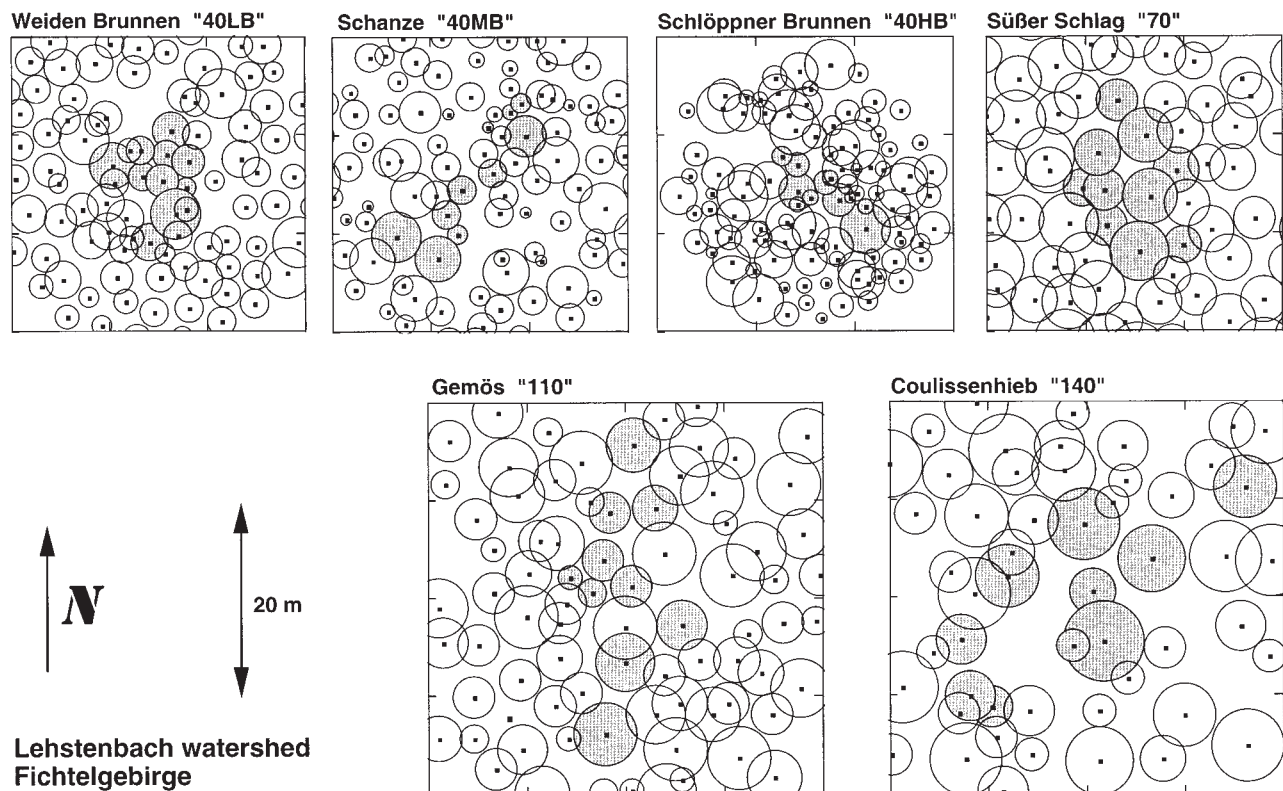 Weiden Brunnen "40LB"
Schanze "40MB"
Schlöppner Brunnen "40HB"
Süßer Schlag "70"
Gemös "110"
Coulissenhieb "140"
N
20 m
Lehstenbach watershed
Fichtelgebirge